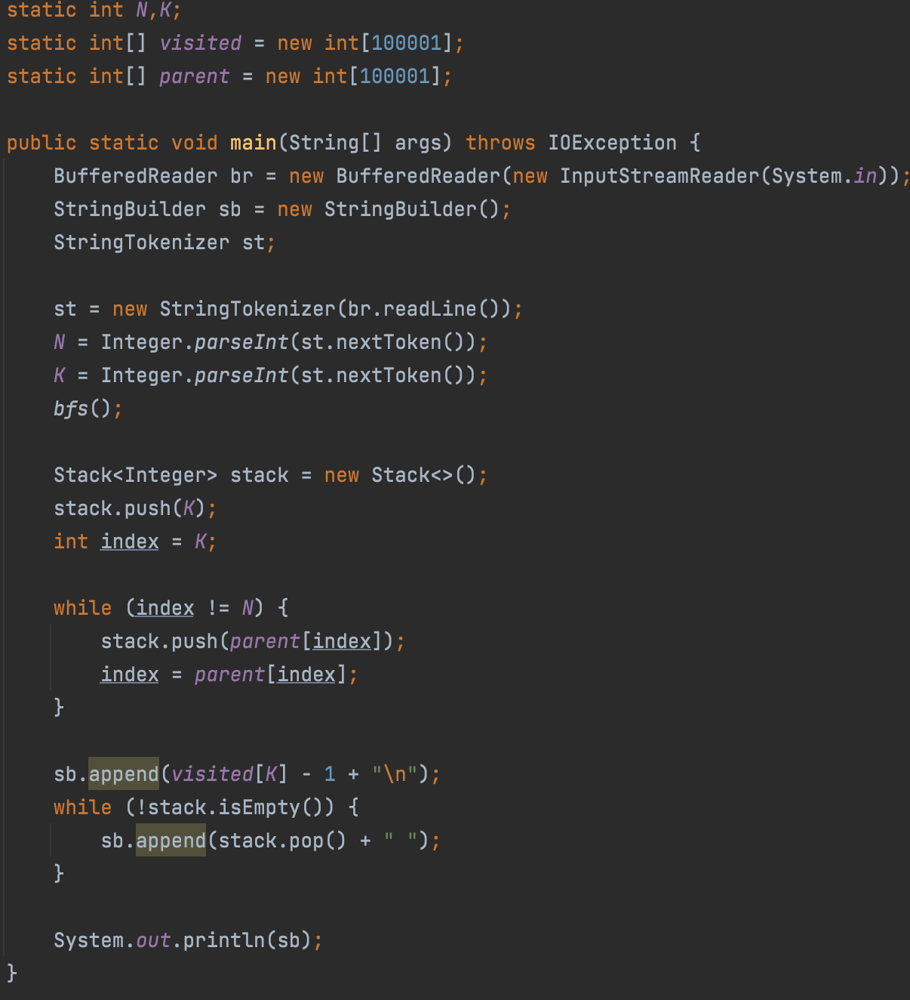 static int N,K;
static int[] visited = new int[100001];
static int[] parent = new int[100001];

public static void main(String[] args) throws IOException {
    BufferedReader br = new BufferedReader(new InputStreamReader(System.in));
    StringBuilder sb = new StringBuilder();
    StringTokenizer st;

    st = new StringTokenizer(br.readLine());
    N = Integer.parseInt(st.nextToken());
    K = Integer.parseInt(st.nextToken());
    bfs();

    Stack<Integer> stack = new Stack<>();
    stack.push(K);
    int index = K;

    while (index != N) {
        stack.push(parent[index]);
        index = parent[index];
    }

    sb.append(visited[K] - 1 + "\n");
    while (!stack.isEmpty()) {
        sb.append(stack.pop() + " ");
    }

    System.out.println(sb);
}